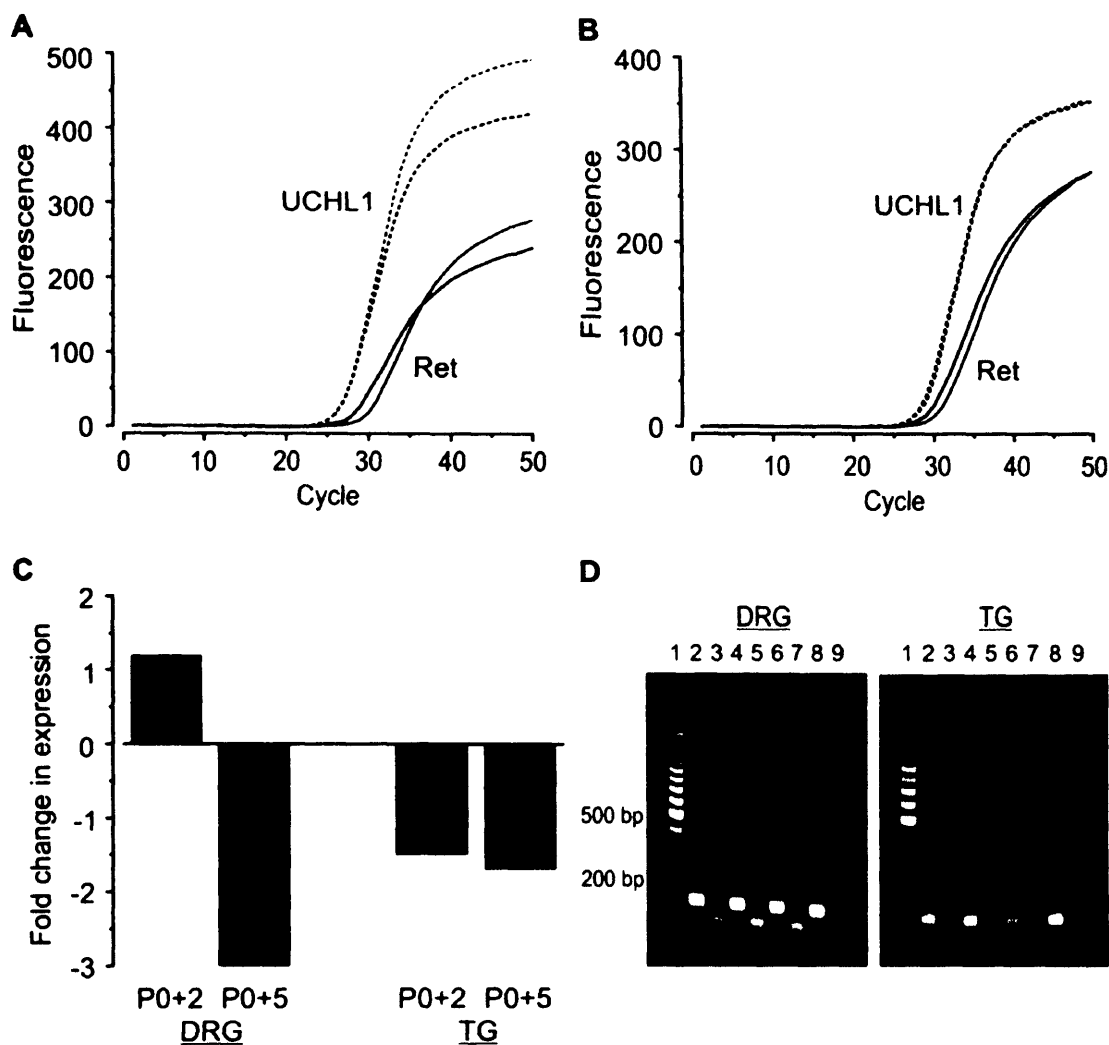 A
500
400
300
200
100
0
Fluorescence
UCHL1
Ret
0 10 20 30 40 50
Cycle
B
400
300
200
100
0
Fluorescence
UCHL1
Ret
0 10 20 30 40 50
Cycle
C
2
1
0
-1
-2
-3
Fold change in expression
P0+2 P0+5
DRG
P0+2 P0+5
TG
D
DRG
1 2 3 4 5 6 7 8 9
TG
1 2 3 4 5 6 7 8 9
500 bp
200 bp